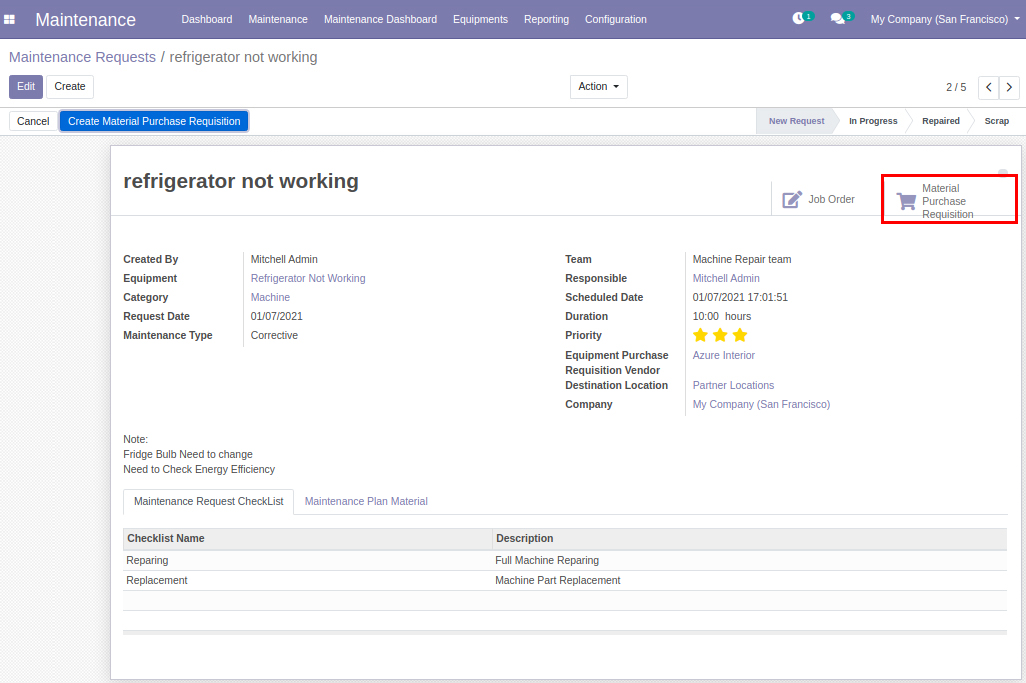 Maintenance Dashboard Maintenance Maintenance Dashboard Equipments Reporting Configuration 1 3 My Company (San Francisco)
Maintenance Requests / refrigerator not working
Edit Create Action 2 / 5
Cancel Create Material Purchase Requisition New Request In Progress Repaired Scrap
refrigerator not working
Job Order
Material
Purchase
Requisition
Created By Mitchell Admin
Equipment Refrigerator Not Working
Category Machine
Request Date 01/07/2021
Maintenance Type Corrective
Team Machine Repair team
Responsible Mitchell Admin
Scheduled Date 01/07/2021 17:01:51
Duration 10:00 hours
Priority
Equipment Purchase Azure Interior
Requisition Vendor
Destination Location Partner Locations
Company My Company (San Francisco)
Note:
Fridge Bulb Need to change
Need to Check Energy Efficiency
Maintenance Request CheckList Maintenance Plan Material
Checklist Name Description
Reparing Full Machine Reparing
Replacement Machine Part Replacement